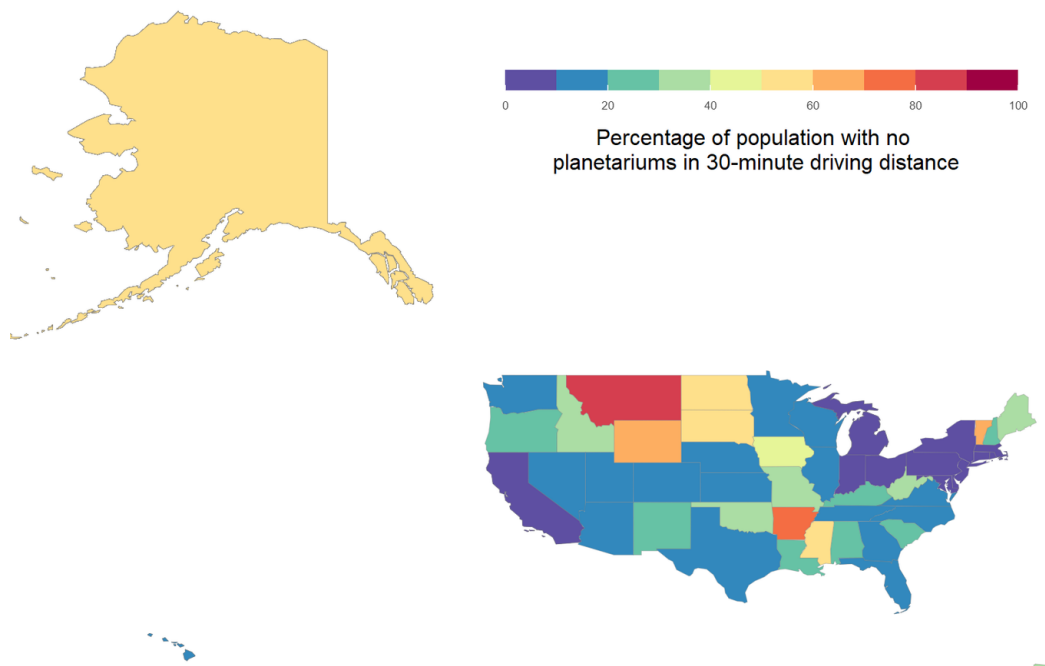 0 20 40 60 80 100
Percentage of population with no
planetariums in 30-minute driving distance